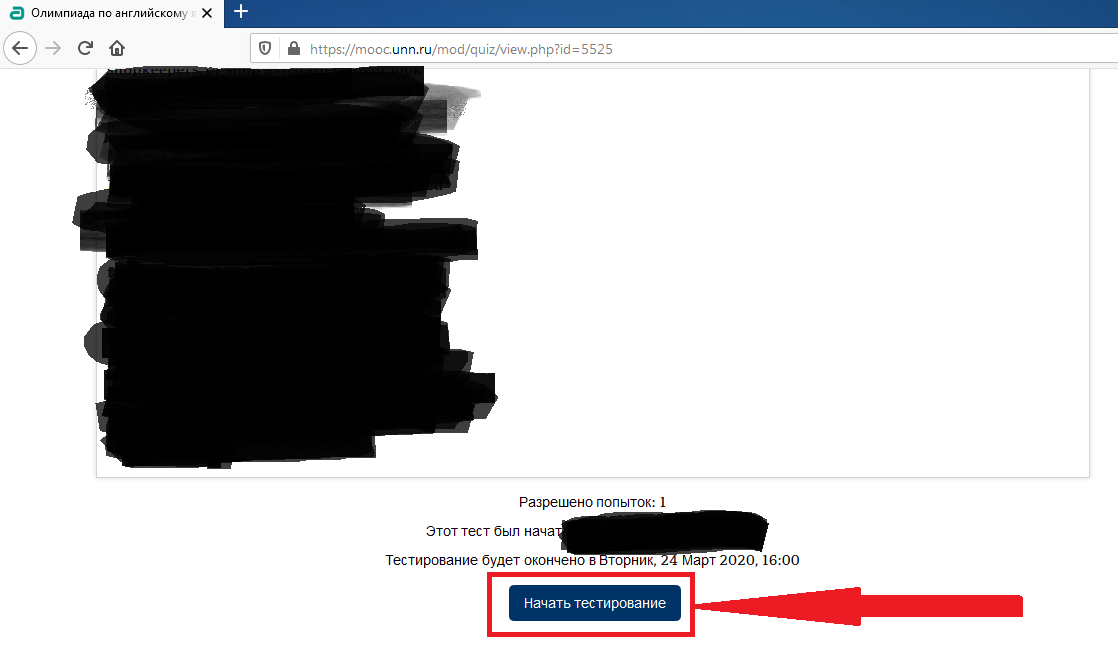 Олимпиада по английскому я
https://mooc.unn.ru/mod/quiz/view.php?id=5525
Разрешено попыток: 1
Этот тест был начат
Тестирование будет окончено в Вторник, 24 Март 2020, 16:00
Начать тестирование